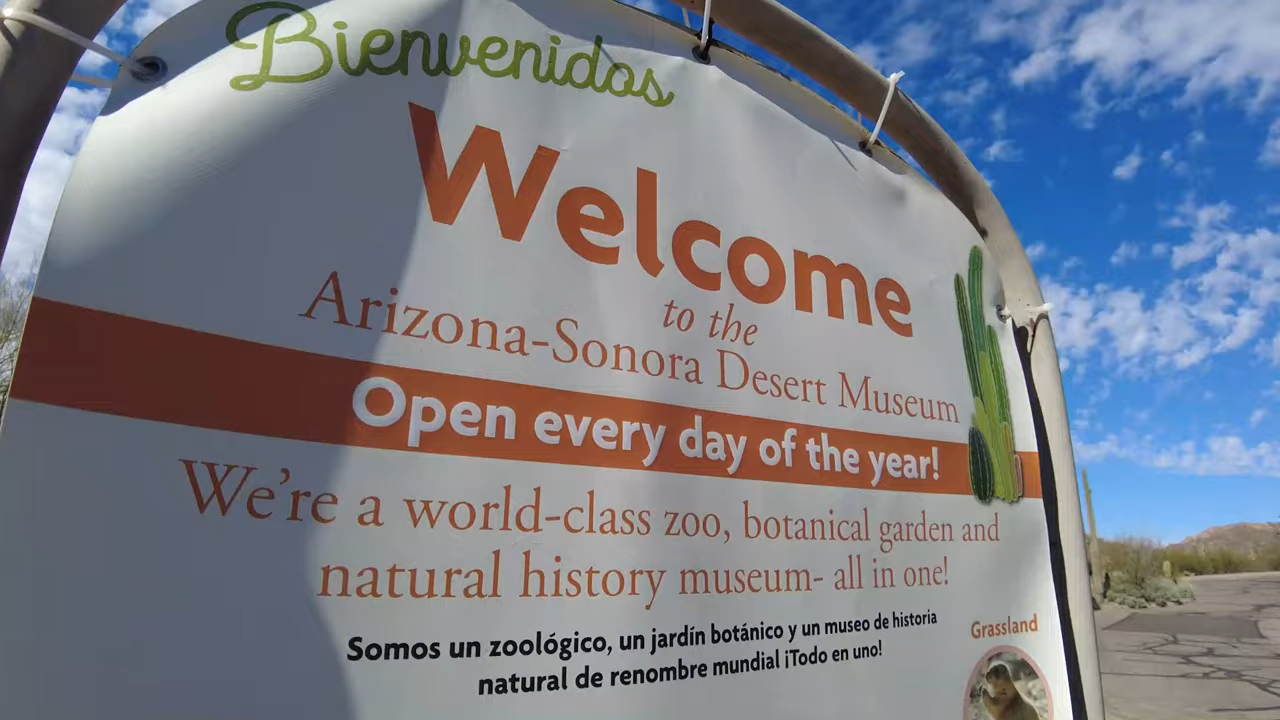 Bienvenidos
Welcome
to the
Arizona-Sonora Desert Museum
Open every day of the year!
We're a world-class zoo, botanical garden and
natural history museum- all in one!
Somos un zoológico, un jardín botánico y un museo de historia
natural de renombre mundial ¡Todo en uno!
Grassland